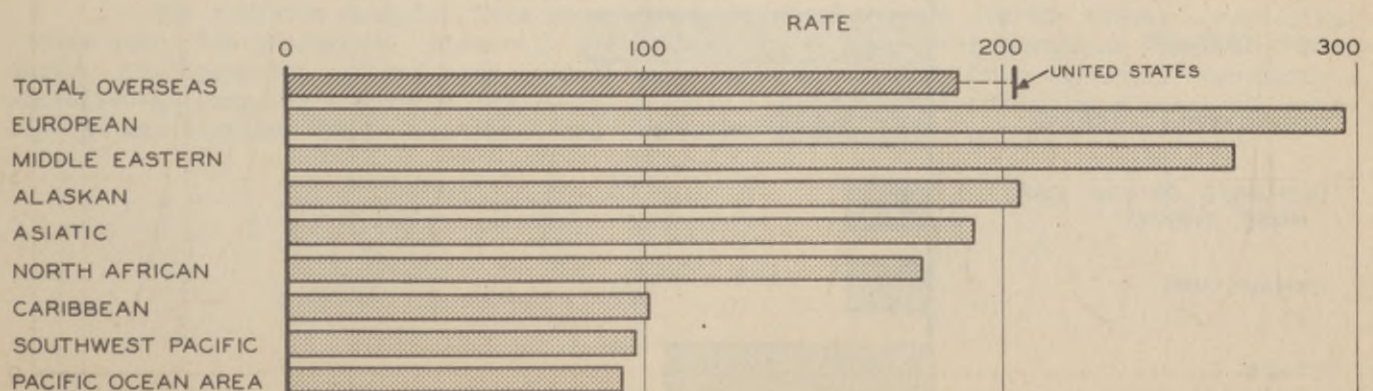 RATE
0 100 200 300
TOTAL OVERSEAS
UNITED STATES
EUROPEAN
MIDDLE EASTERN
ALASKAN
ASIATIC
NORTH AFRICAN
CARIBBEAN
SOUTHWEST PACIFIC
PACIFIC OCEAN AREA